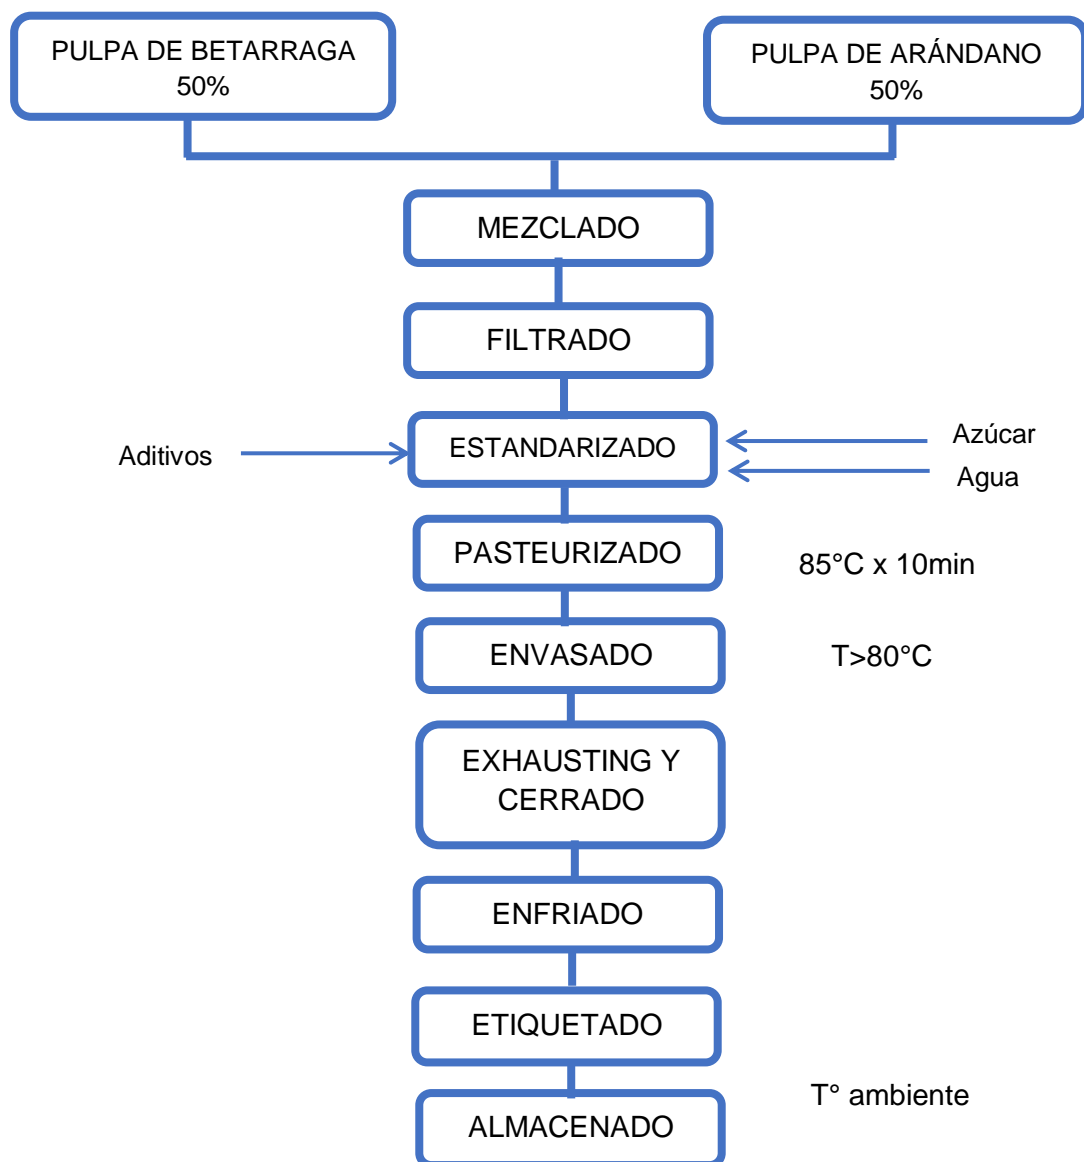 PULPA DE BETARRAGA
50%
PULPA DE ARÁNDANO
50%
MEZCLADO
FILTRADO
Aditivos
ESTANDARIZADO
Azúcar
Agua
PASTEURIZADO
85°C x 10min
ENVASADO
T>80°C
EXHAUSTING Y
CERRADO
ENFRIADO
ETIQUETADO
T° ambiente
ALMACENADO